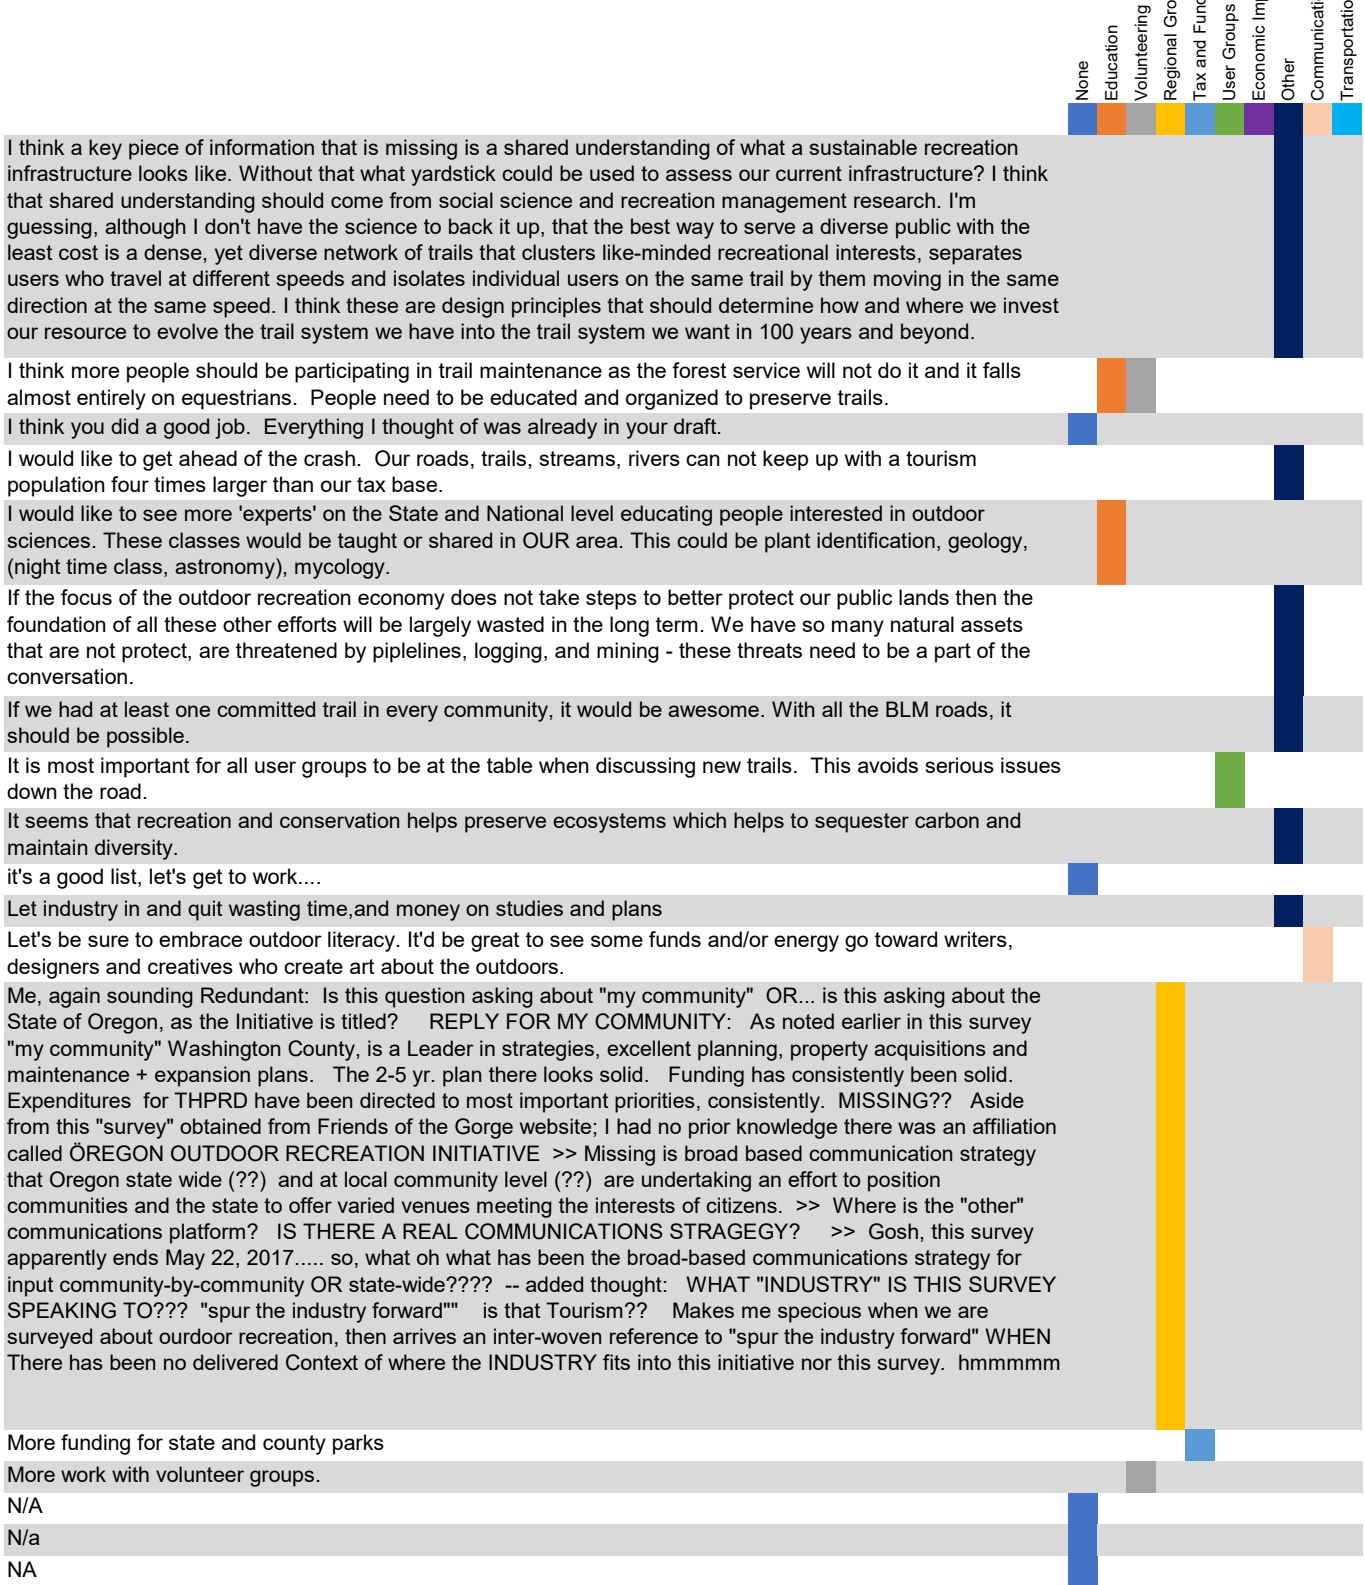 None
Education
Volunteering
Regional Gro
Tax and Fun
User Groups
Economic Im
Other
Communicati
Transportatio
I think a key piece of information that is missing is a shared understanding of what a sustainable recreation
infrastructure looks like. Without that what yardstick could be used to assess our current infrastructure? I think
that shared understanding should come from social science and recreation management research. I'm
guessing, although I don't have the science to back it up, that the best way to serve a diverse public with the
least cost is a dense, yet diverse network of trails that clusters like-minded recreational interests, separates
users who travel at different speeds and isolates individual users on the same trail by them moving in the same
direction at the same speed. I think these are design principles that should determine how and where we invest
our resource to evolve the trail system we have into the trail system we want in 100 years and beyond.
I think more people should be participating in trail maintenance as the forest service will not do it and it falls
almost entirely on equestrians. People need to be educated and organized to preserve trails.
I think you did a good job. Everything I thought of was already in your draft.
I would like to get ahead of the crash. Our roads, trails, streams, rivers can not keep up with a tourism
population four times larger than our tax base.
I would like to see more 'experts' on the State and National level educating people interested in outdoor
sciences. These classes would be taught or shared in OUR area. This could be plant identification, geology,
(night time class, astronomy), mycology.
If the focus of the outdoor recreation economy does not take steps to better protect our public lands then the
foundation of all these other efforts will be largely wasted in the long term. We have so many natural assets
that are not protect, are threatened by piplelines, logging, and mining - these threats need to be a part of the
conversation.
If we had at least one committed trail in every community, it would be awesome. With all the BLM roads, it
should be possible.
It is most important for all user groups to be at the table when discussing new trails. This avoids serious issues
down the road.
It seems that recreation and conservation helps preserve ecosystems which helps to sequester carbon and
maintain diversity.
it's a good list, let's get to work....
Let industry in and quit wasting time,and money on studies and plans
Let's be sure to embrace outdoor literacy. It'd be great to see some funds and/or energy go toward writers,
designers and creatives who create art about the outdoors.
Me, again sounding Redundant: Is this question asking about "my community" OR... is this asking about the
State of Oregon, as the Initiative is titled? REPLY FOR MY COMMUNITY: As noted earlier in this survey
"my community" Washington County, is a Leader in strategies, excellent planning, property acquisitions and
maintenance + expansion plans. The 2-5 yr. plan there looks solid. Funding has consistently been solid.
Expenditures for THPRD have been directed to most important priorities, consistently. MISSING?? Aside
from this "survey" obtained from Friends of the Gorge website; I had no prior knowledge there was an affiliation
called ÖREGON OUTDOOR RECREATION INITIATIVE >> Missing is broad based communication strategy
that Oregon state wide (??) and at local community level (??) are undertaking an effort to position
communities and the state to offer varied venues meeting the interests of citizens. >> Where is the "other"
communications platform? IS THERE A REAL COMMUNICATIONS STRAGEGY? >> Gosh, this survey
apparently ends May 22, 2017..... so, what oh what has been the broad-based communications strategy for
input community-by-community OR state-wide???? -- added thought: WHAT "INDUSTRY" IS THIS SURVEY
SPEAKING TO??? "spur the industry forward"" is that Tourism?? Makes me specious when we are
surveyed about ourdoor recreation, then arrives an inter-woven reference to "spur the industry forward" WHEN
There has been no delivered Context of where the INDUSTRY fits into this initiative nor this survey. hmmmmm
More funding for state and county parks
More work with volunteer groups.
N/A
N/a
NA